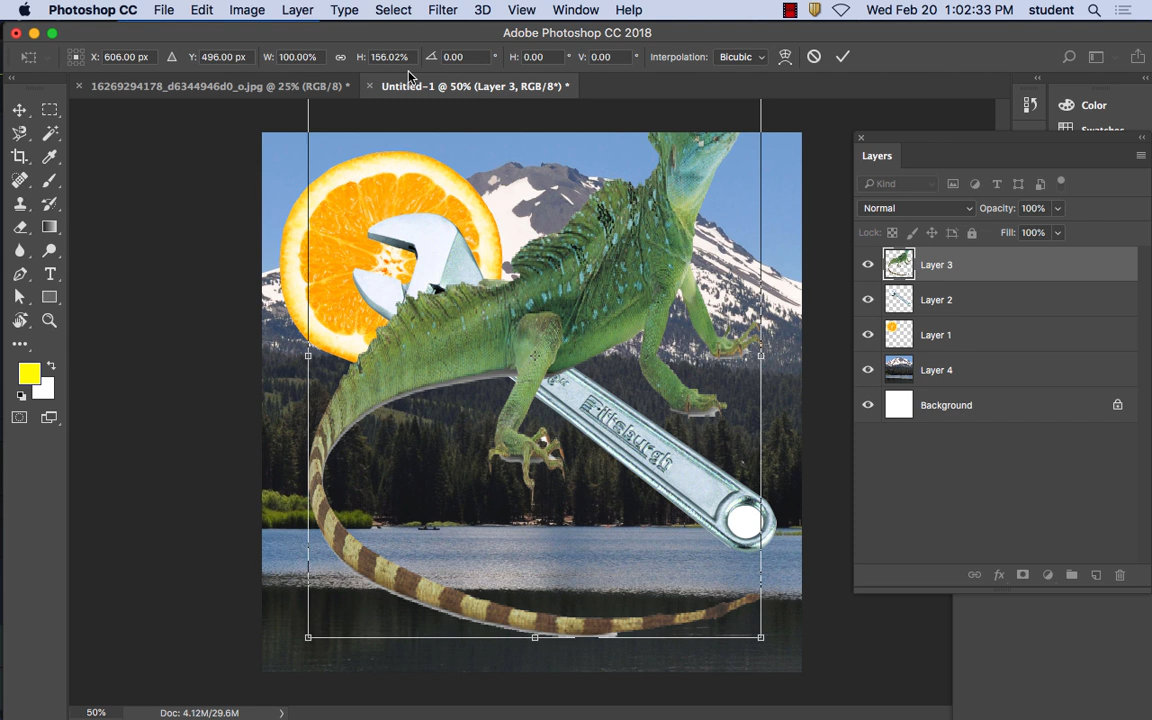 Photoshop CC File Edit Image Layer Type Select Filter 3D View Window Help Wed Feb 20 1:02:33 PM student
Adobe Photoshop CC 2018
X: 606.00 px Y: 496.00 px W: 100.00% H: 156.02% 0.00 ° H: 0.00 ° V: 0.00 ° Interpolation: Bicubic
16269294178_d6344946d0_o.jpg @ 25% (RGB/8) * Untitled-1 @ 50% (Layer 3, RGB/8*) *
Color
Swatches
Layers
Kind
Normal Opacity: 100%
Lock: Fill: 100%
Layer 3
Layer 2
Layer 1
Layer 4
Background
Pittsburgh
50% Doc: 4.12M/29.6M